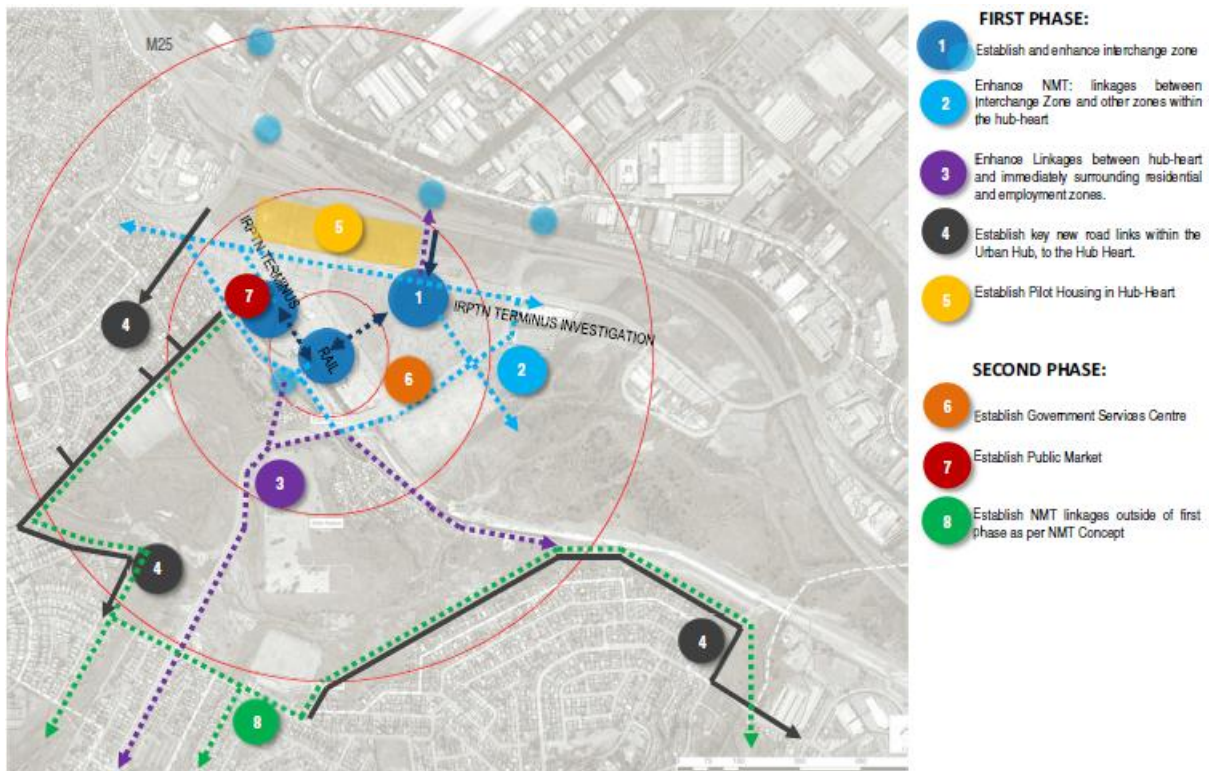 M25
5
IRPTN TERMINUS
7
1
IRPTN TERMINUS INVESTIGATION
4
RAIL
2
6
3
4
4
8
FIRST PHASE:
1
Establish and enhance interchange zone
2
Enhance NMT: linkages between
Interchange Zone and other zones within
the hub-heart
3
Enhance Linkages between hub-heart
and immediately surrounding residential
and employment zones.
4
Establish key new road links within the
Urban Hub, to the Hub Heart.
5
Establish Pilot Housing in Hub-Heart
SECOND PHASE:
6
Establish Government Services Centre
7
Establish Public Market
8
Establish NMT linkages outside of first
phase as per NMT Concept